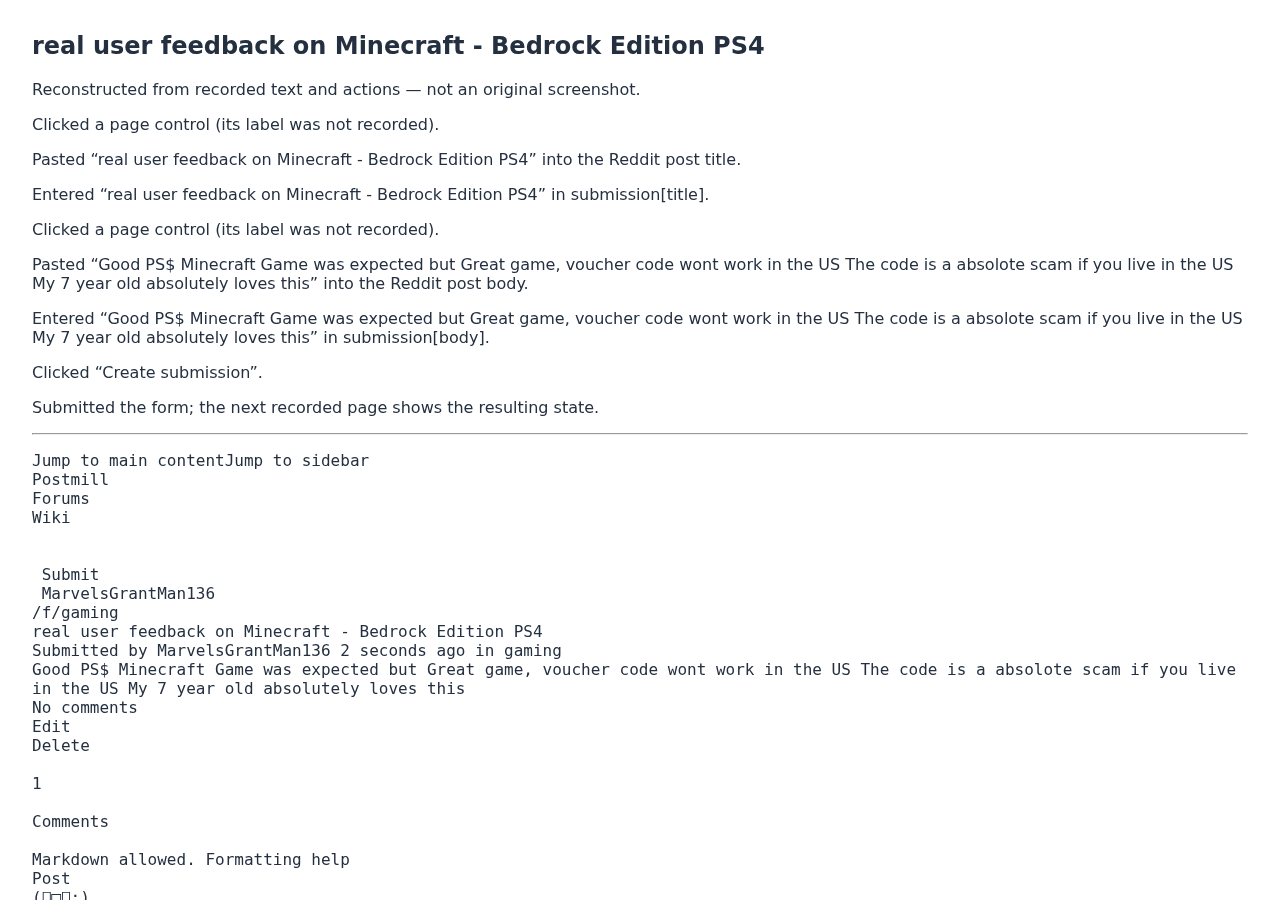 real user feedback on Minecraft - Bedrock Edition PS4
Reconstructed from recorded text and actions — not an original screenshot.
Clicked a page control (its label was not recorded).
Pasted “real user feedback on Minecraft - Bedrock Edition PS4” into the Reddit post title.
Entered “real user feedback on Minecraft - Bedrock Edition PS4” in submission[title].
Clicked a page control (its label was not recorded).
Pasted “Good PS$ Minecraft Game was expected but Great game, voucher code wont work in the US The code is a absolote scam if you live in the US
My 7 year old absolutely loves this” into the Reddit post body.
Entered “Good PS$ Minecraft Game was expected but Great game, voucher code wont work in the US The code is a absolote scam if you live in the US
My 7 year old absolutely loves this” in submission[body].
Clicked “Create submission”.
Submitted the form; the next recorded page shows the resulting state.
Jump to main contentJump to sidebar
Postmill
Forums
Wiki
Submit
MarvelsGrantMan136
/f/gaming
real user feedback on Minecraft - Bedrock Edition PS4
Submitted by MarvelsGrantMan136 2 seconds ago in gaming
Good PS$ Minecraft Game was expected but Great game, voucher code wont work in the US The code is a absolote scam if you live
in the US My 7 year old absolutely loves this
No comments
Edit
Delete
1
Comments
Markdown allowed. Formatting help
Post